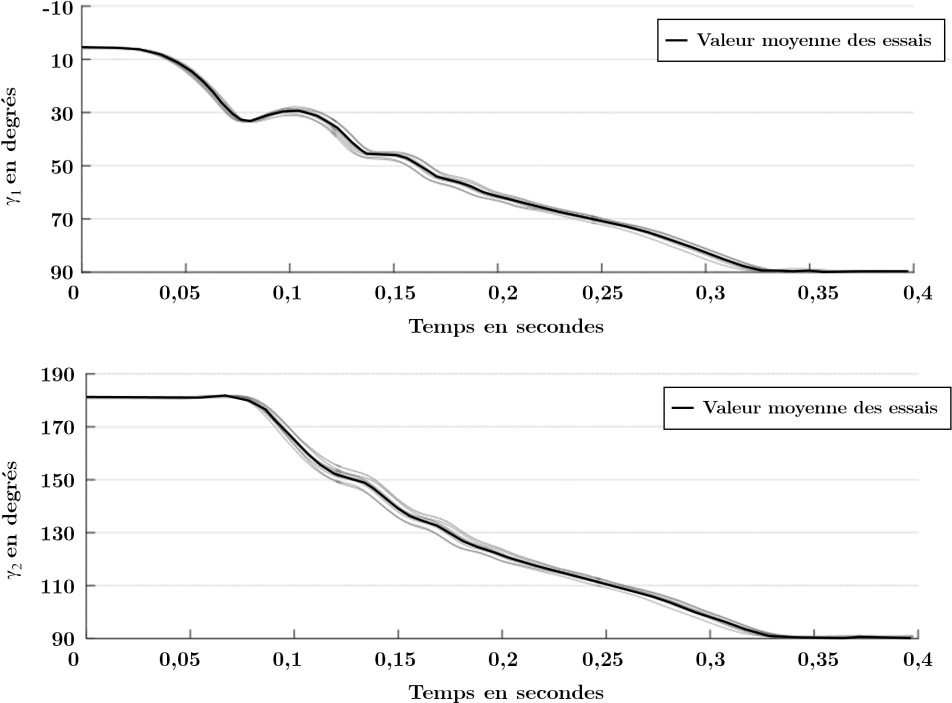 -10
10
30
50
70
90
γ1 en degrés
Valeur moyenne des essais
0 0,05 0,1 0,15 0,2 0,25 0,3 0,35 0,4
Temps en secondes
190
170
150
130
110
90
γ2 en degrés
Valeur moyenne des essais
0 0,05 0,1 0,15 0,2 0,25 0,3 0,35 0,4
Temps en secondes